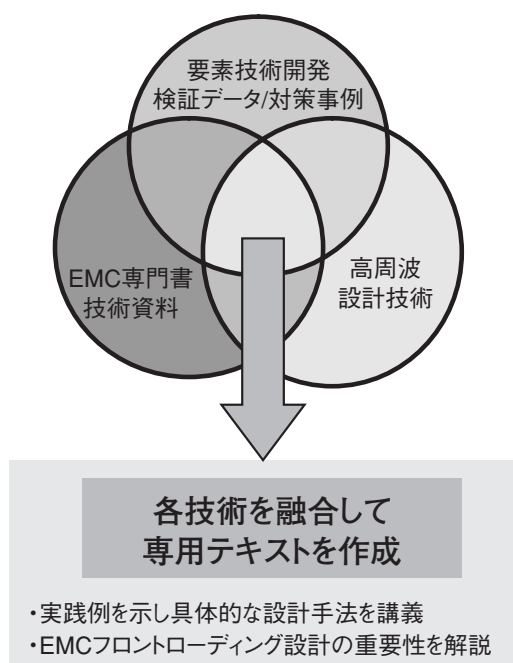 要素技術開発
検証データ/対策事例
EMC専門書
技術資料
高周波
設計技術
各技術を融合して
専用テキストを作成
・実践例を示し具体的な設計手法を講義
・EMCフロントローディング設計の重要性を解説